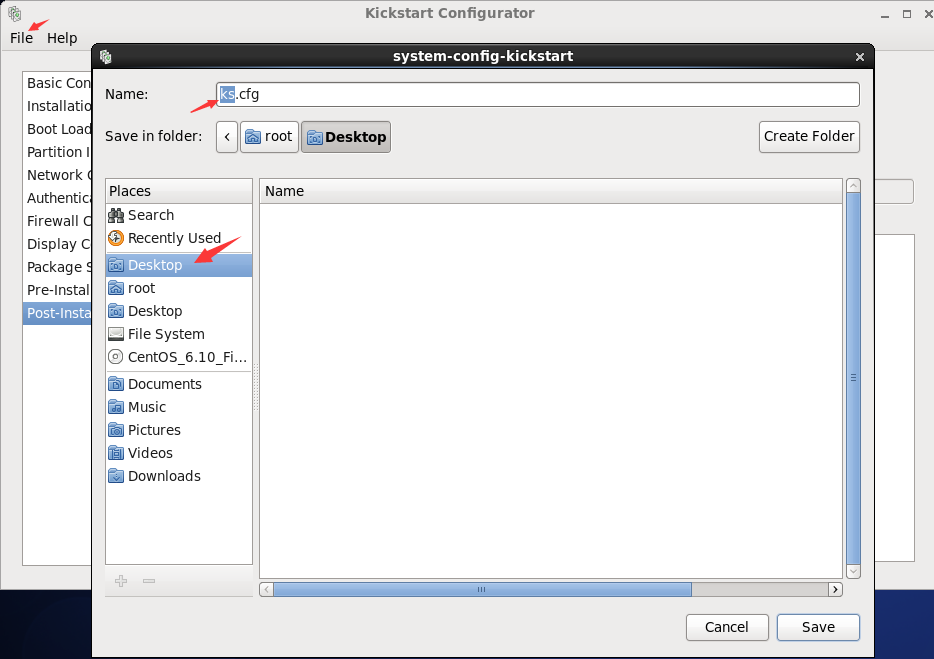 Kickstart Configurator
File Help
system-config-kickstart
Name: ks.cfg
Save in folder: root Desktop Create Folder
Basic Con
Installatio
Boot Load
Partition I
Network C
Authentica
Firewall C
Display C
Package S
Pre-Instal
Post-Insta
Places
Search
Recently Used
Desktop
root
Desktop
File System
CentOS_6.10_Fi...
Documents
Music
Pictures
Videos
Downloads
Name
Cancel Save